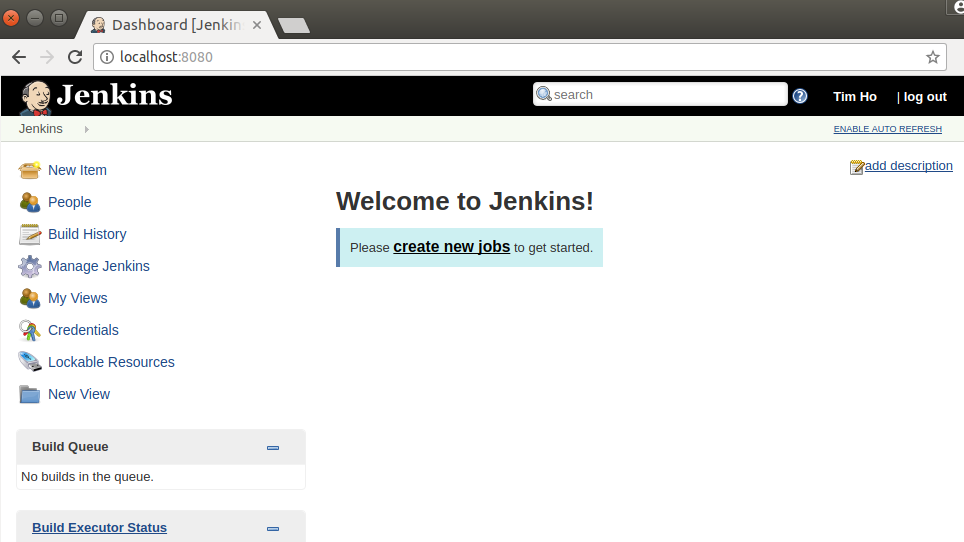 Dashboard [Jenkin
localhost:8080
Jenkins
search
Tim Ho
| log out
Jenkins
ENABLE AUTO REFRESH
add description
New Item
People
Build History
Manage Jenkins
My Views
Credentials
Lockable Resources
New View
Welcome to Jenkins!
Please create new jobs to get started.
Build Queue
No builds in the queue.
Build Executor Status